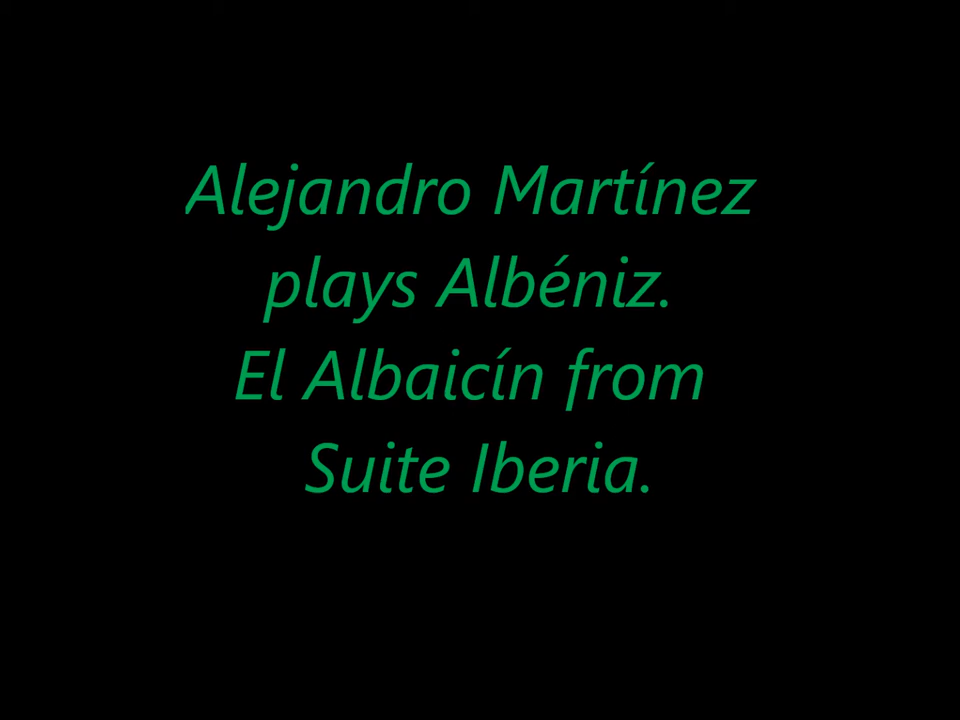 Alejandro Martínez
plays Albéniz.
El Albaicín from
Suite Iberia.